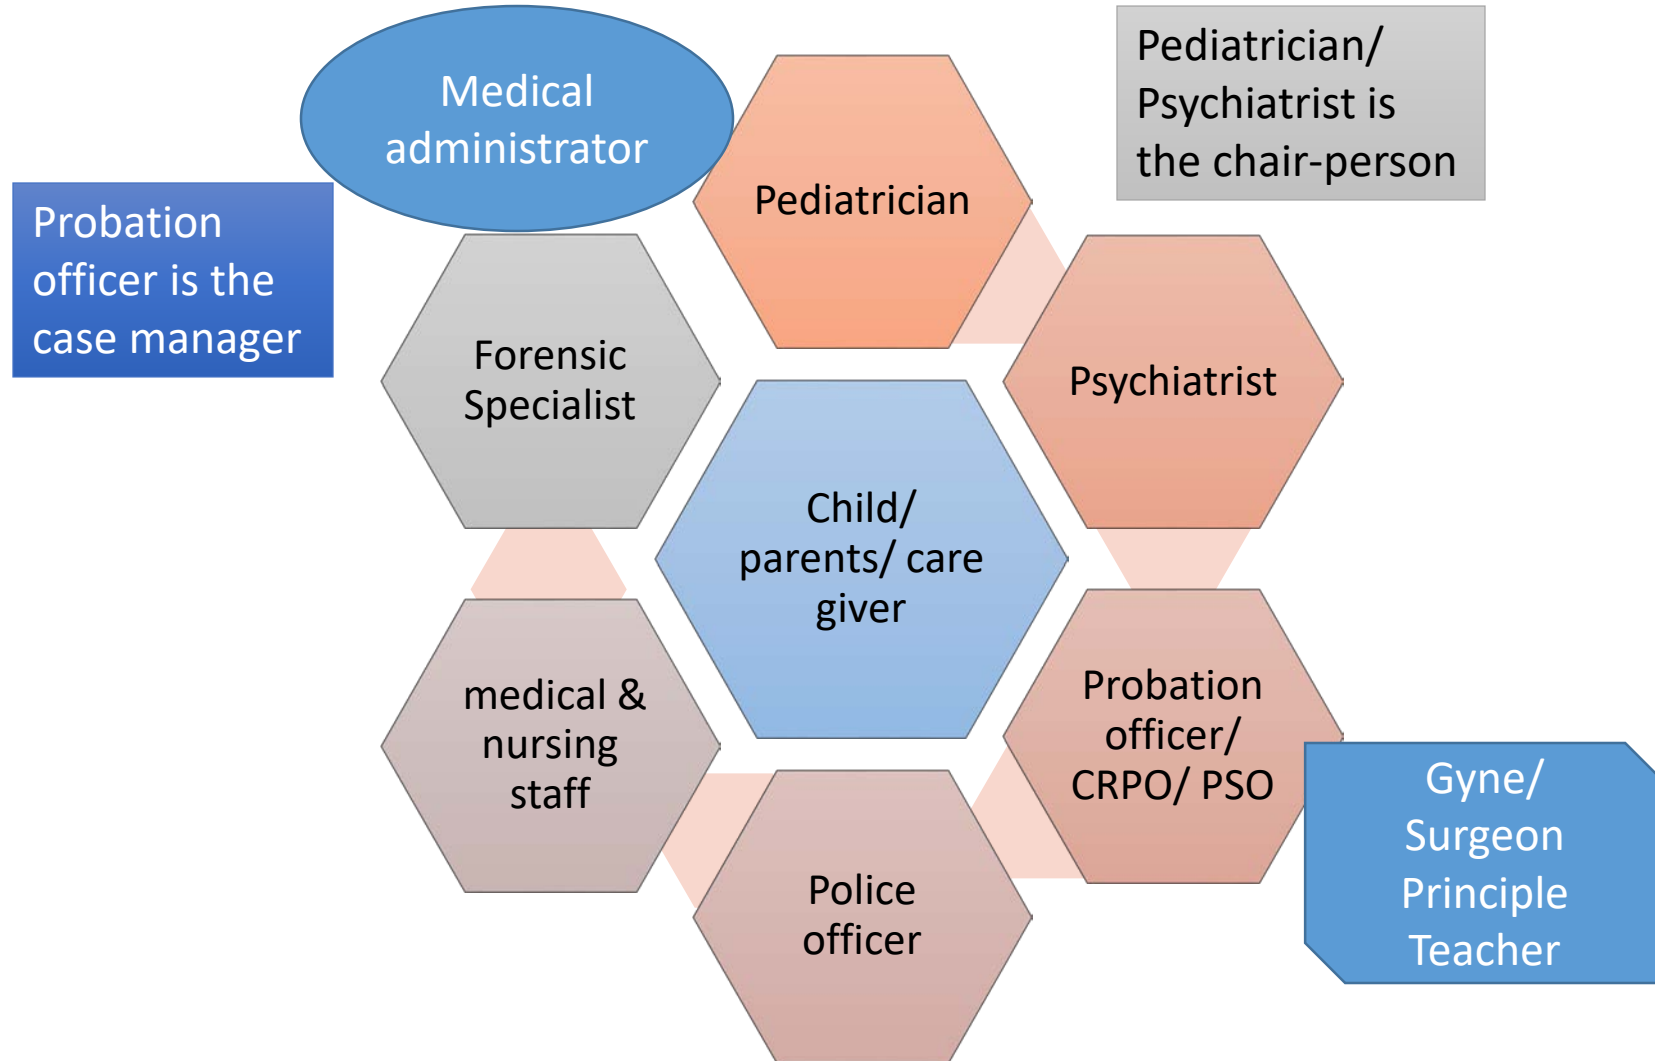 Medical
administrator
Pediatrician/
Psychiatrist is
the chair-person
Probation
officer is the
case manager
Pediatrician
Forensic
Specialist
Psychiatrist
Child/
parents/ care
giver
medical &
nursing
staff
Probation
officer/
CRPO/ PSO
Police
officer
Gyne/
Surgeon
Principle
Teacher